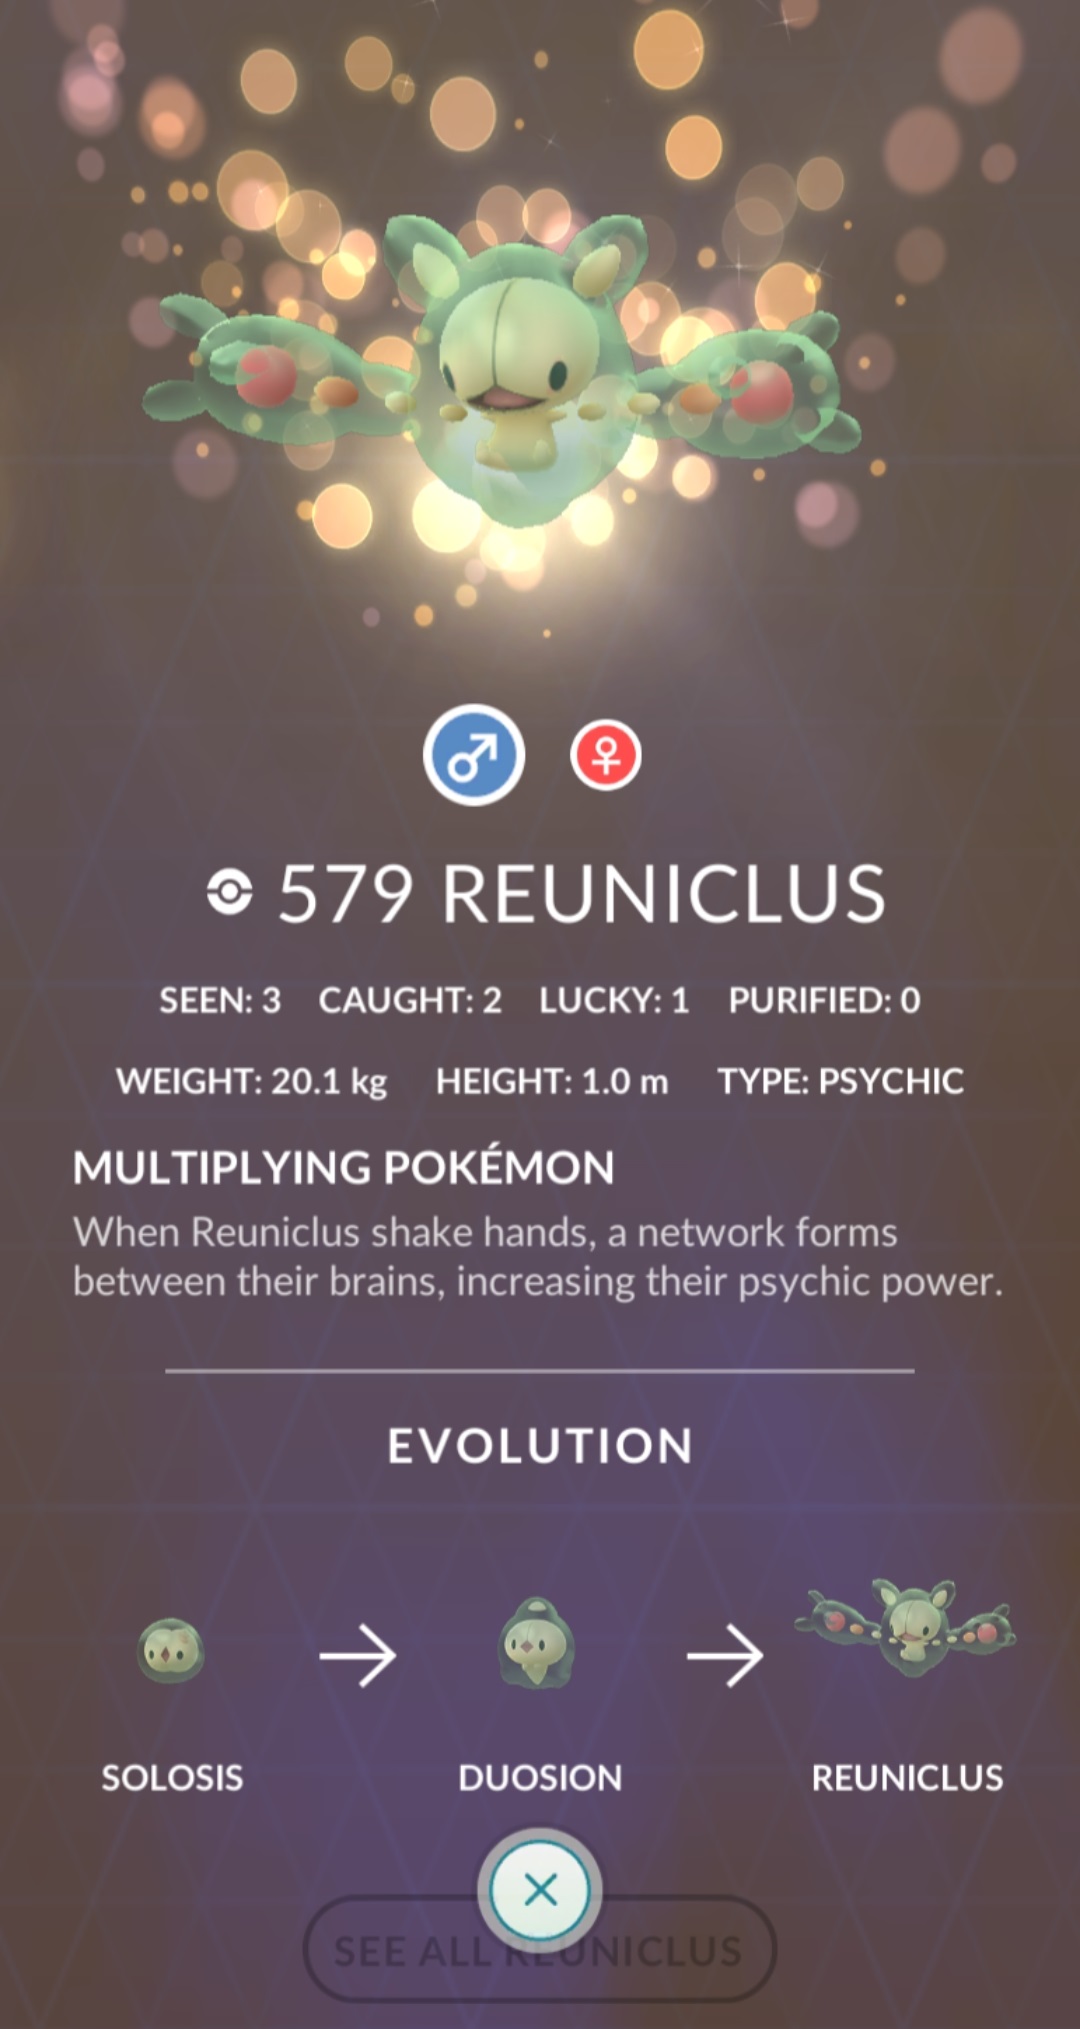 579 REUNICLUS
SEEN: 3 CAUGHT: 2 LUCKY: 1 PURIFIED: 0
WEIGHT: 20.1 kg HEIGHT: 1.0 m TYPE: PSYCHIC
MULTIPLYING POKÉMON
When Reuniclus shake hands, a network forms
between their brains, increasing their psychic power.
EVOLUTION
SOLOSIS DUOSION REUNICLUS
SEE ALL REUNICLUS